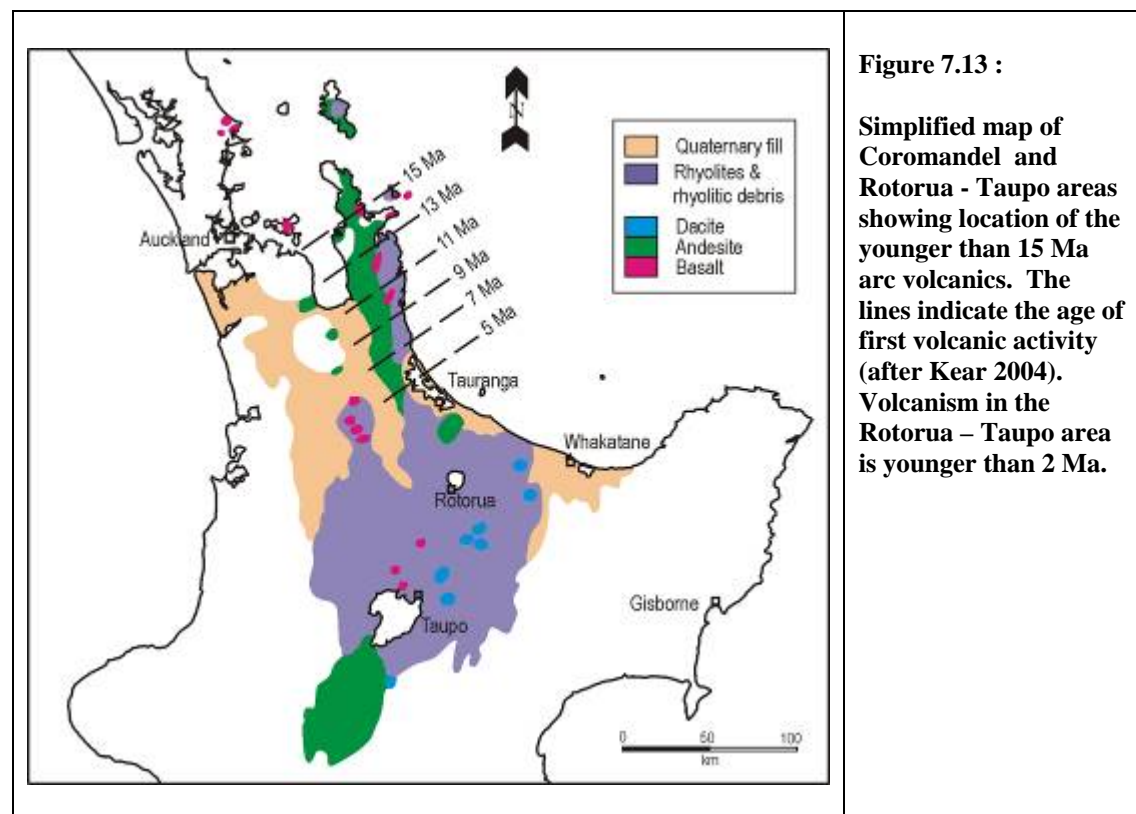 N
15 Ma
13 Ma
11 Ma
9 Ma
7 Ma
5 Ma
Auckland
Tauranga
Whakatane
Rotorua
Taupo
Gisborne
Quaternary fill
Rhyolites &
rhyolitic debris
Dacite
Andesite
Basalt
0 50 100
km
Figure 7.13 :
Simplified map of
Coromandel and
Rotorua - Taupo areas
showing location of the
younger than 15 Ma
arc volcanics. The
lines indicate the age of
first volcanic activity
(after Kear 2004).
Volcanism in the
Rotorua – Taupo area
is younger than 2 Ma.